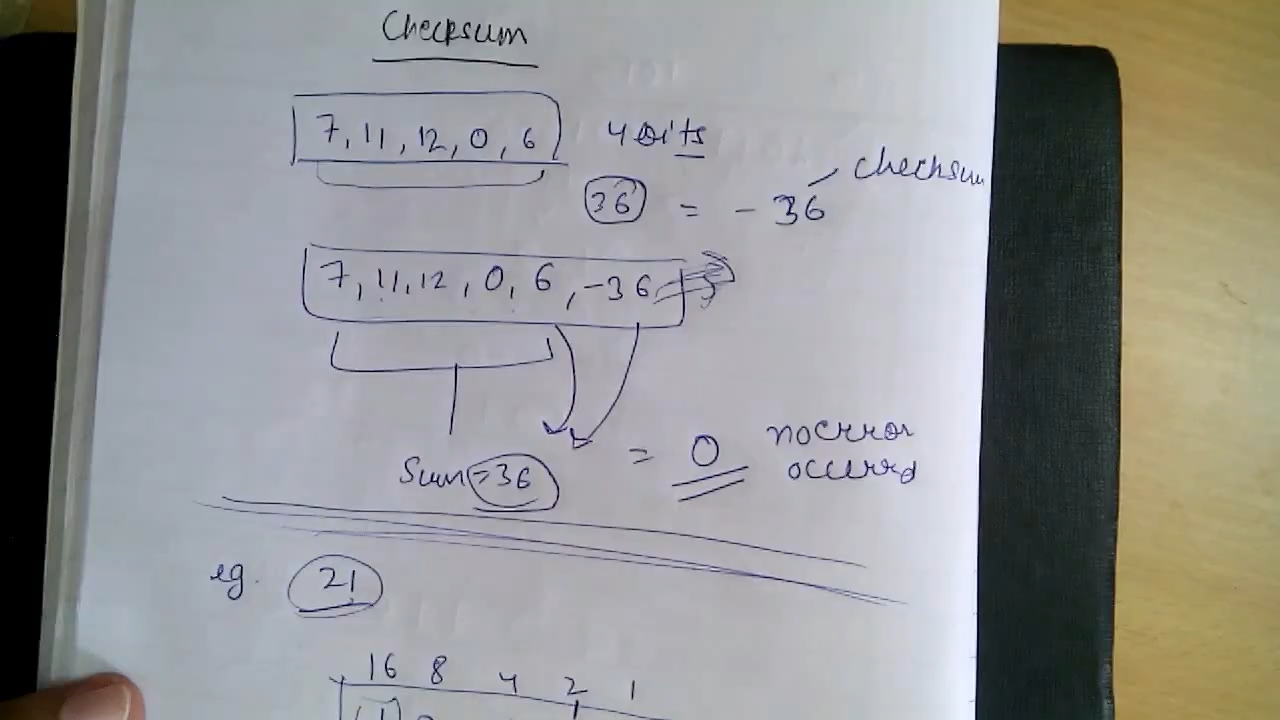 Checksum
7, 11, 12, 0, 6 4 bits
36 = - 36 checksum
7, 11, 12, 0, 6, -36
Sum = 36 = 0 no error
occurrd
eg. 21
16 8 4 2 1